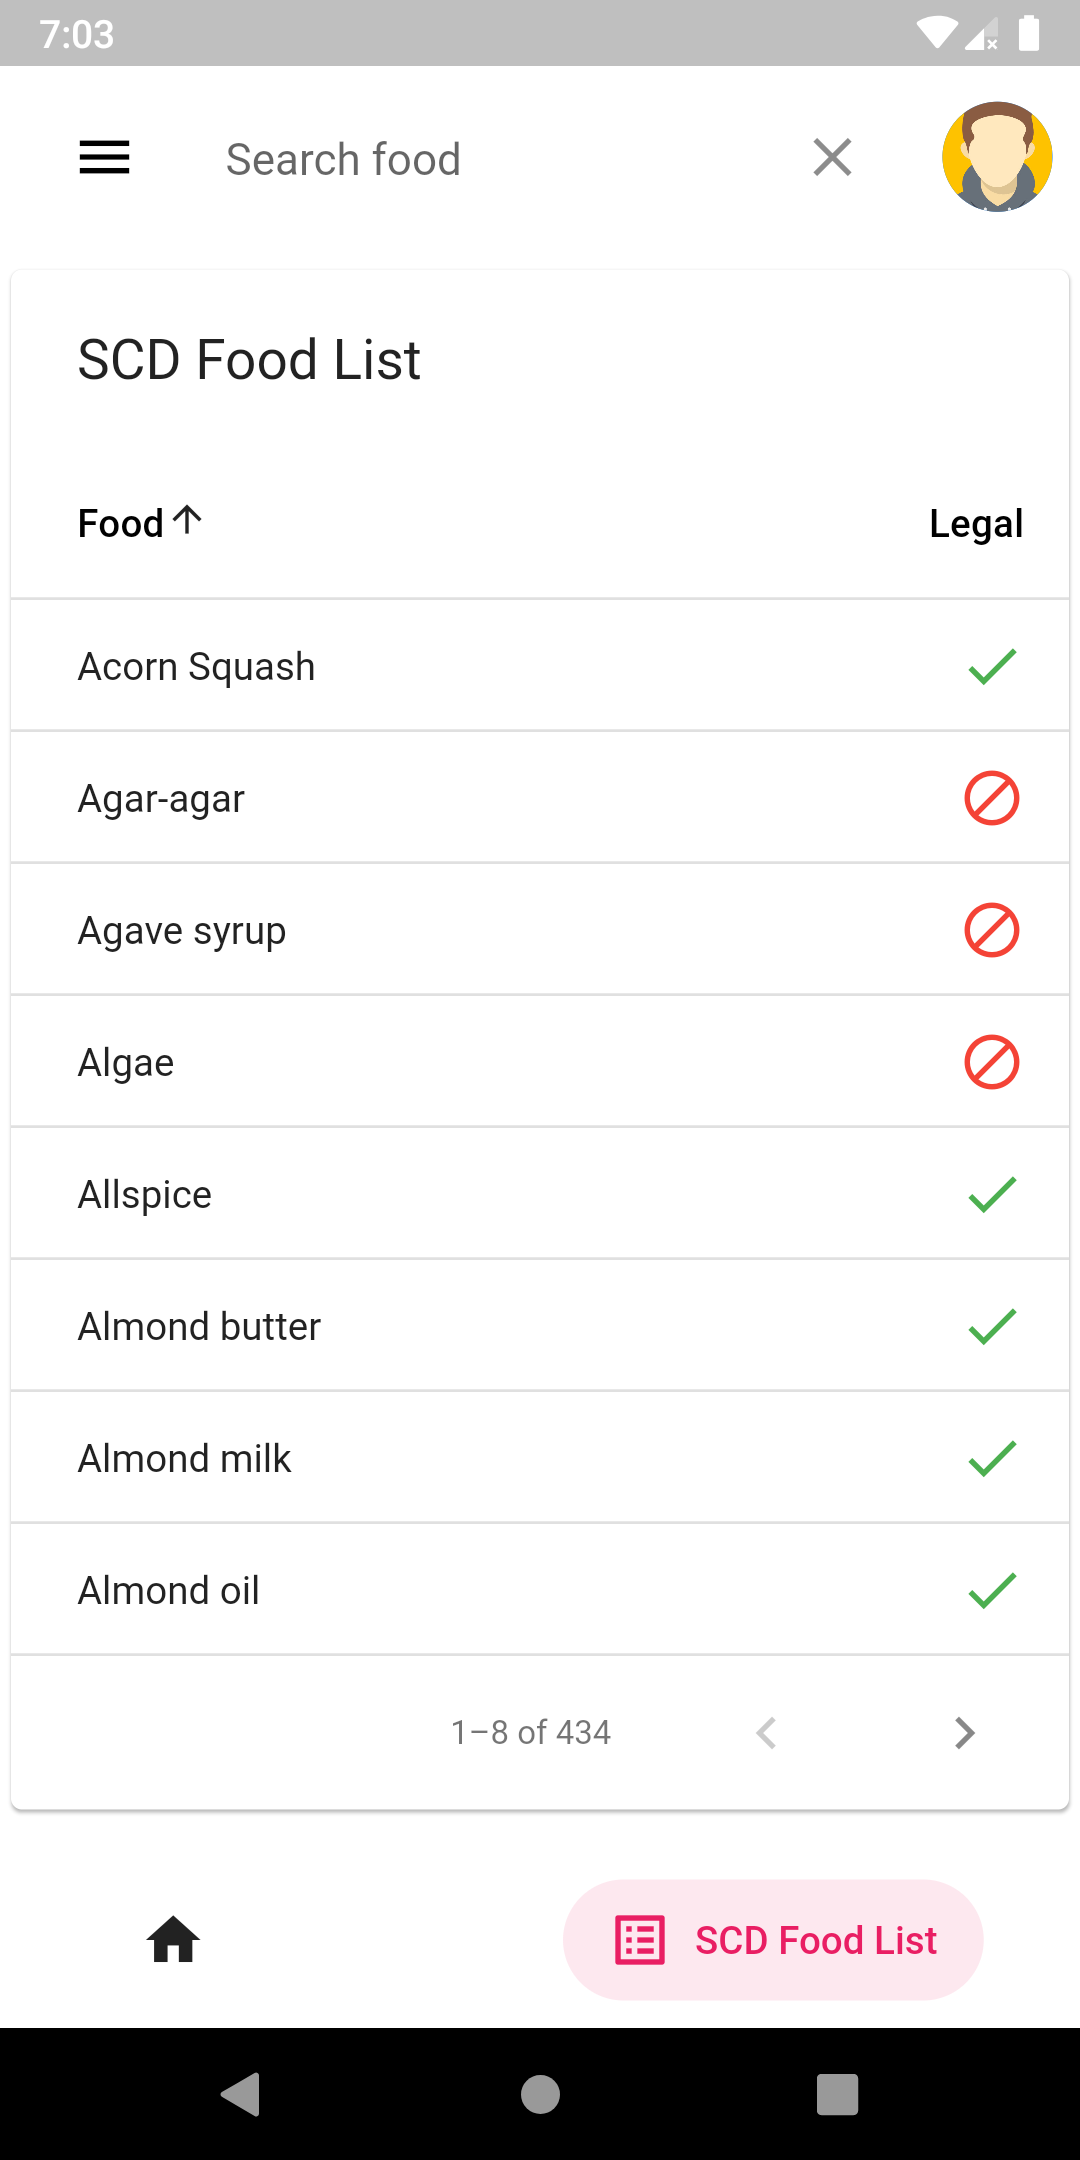 7:03
Search food
SCD Food List
Food Legal
Acorn Squash
Agar-agar
Agave syrup
Algae
Allspice
Almond butter
Almond milk
Almond oil
1–8 of 434
SCD Food List